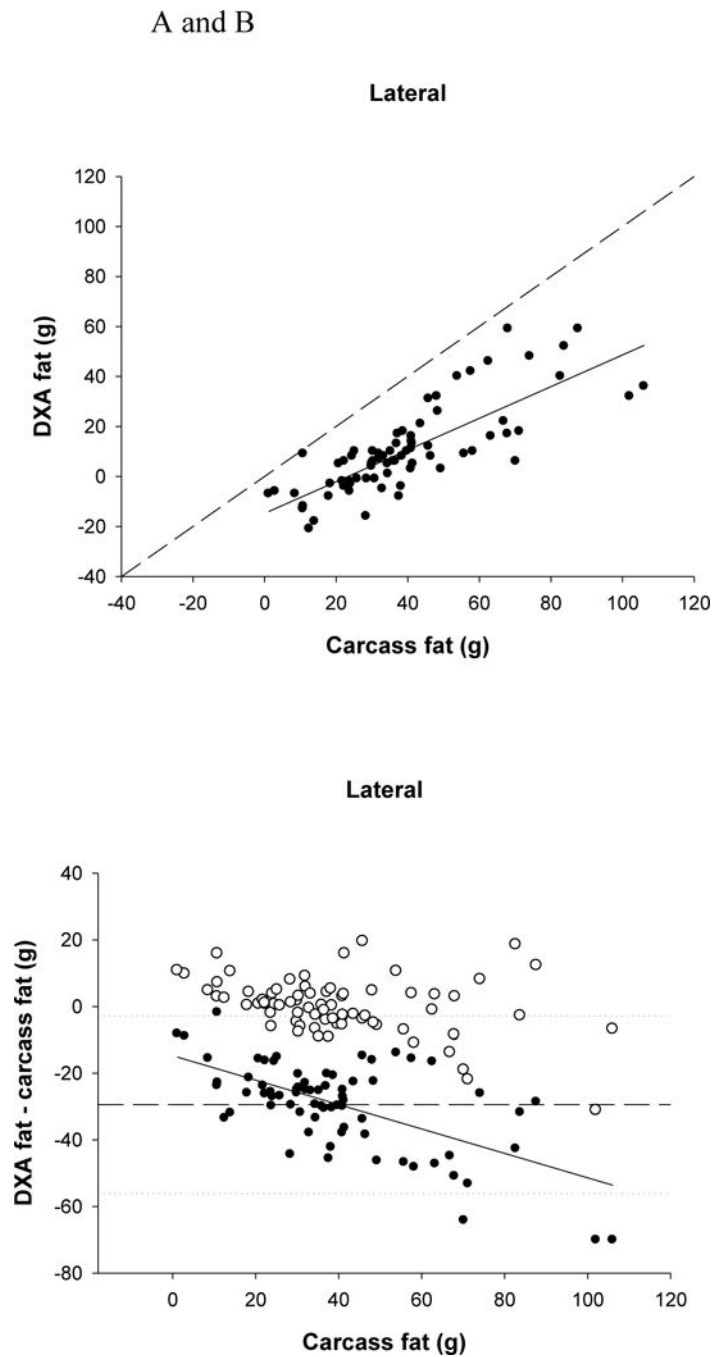 A and B
Lateral
DXA fat (g)
120
100
80
60
40
20
0
-20
-40
-40 -20 0 20 40 60 80 100 120
Carcass fat (g)
Lateral
DXA fat - carcass fat (g)
40
20
0
-20
-40
-60
-80
0 20 40 60 80 100 120
Carcass fat (g)